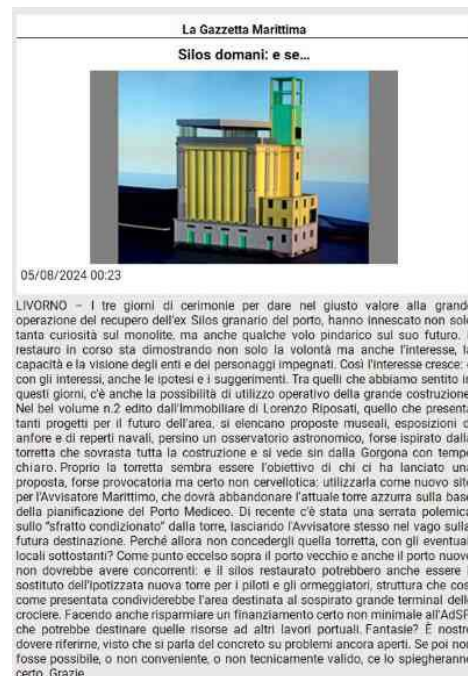 La Gazzetta Marittima
Silos domani: e se...
05/08/2024 00:23
LIVORNO – I tre giorni di cerimonie per dare nel giusto valore alla grande
operazione del recupero dell'ex Silos granario del porto, hanno innescato non solo
tanta curiosità sul monolite, ma anche qualche volo pindarico sul suo futuro.
restauro in corso sta dimostrando non solo la volontà ma anche l'interesse, la
capacità e la visione degli enti e dei personaggi impegnati. Così l'interesse cresce: e
con gli interessi, anche le ipotesi e i suggerimenti. Tra quelli che abbiamo sentito in
questi giorni, c'è anche la possibilità di utilizzo operativo della grande costruzione.
Nel bel volume n.2 edito dall'Immobiliare di Lorenzo Riposati, quello che presenta
tanti progetti per il futuro dell'area, si elencano proposte museali, esposizioni di
anfore e di reperti navali, persino un osservatorio astronomico, forse ispirato dalla
torretta che sovrasta tutta la costruzione e si vede sin dalla Gorgona con tempo
chiaro. Proprio la torretta sembra essere l'obiettivo di chi ci ha lanciato una
proposta, forse provocatoria ma certo non cervellotica: utilizzarla come nuovo sito
per l'Avvisatore Marittimo, che dovrà abbandonare l'attuale torre azzurra sulla base
della pianificazione del Porto Mediceo. Di recente c'è stata una serrata polemica
sullo "sfratto condizionato" dalla torre, lasciando l'Avvisatore stesso nel vago sulla
futura destinazione. Perché allora non concedergli quella torretta, con gli eventuali
locali sottostanti? Come punto eccelso sopra il porto vecchio e anche il porto nuovo
non dovrebbe avere concorrenti: e il silos restaurato potrebbero anche essere il
sostituto dell'ipotizzata nuova torre per i piloti e gli ormeggiatori, struttura che così
come presentata condividerebbe l'area destinata al sospirato grande terminal delle
crociere. Facendo anche risparmiare un finanziamento certo non minimale all'AdSP
che potrebbe destinare quelle risorse ad altri lavori portuali. Fantasie? È nostro
dovere riferirne, visto che si parla del concreto su problemi ancora aperti. Se poi non
fosse possibile, o non conveniente, o non tecnicamente valido, ce lo spiegheranno
certo. Grazie